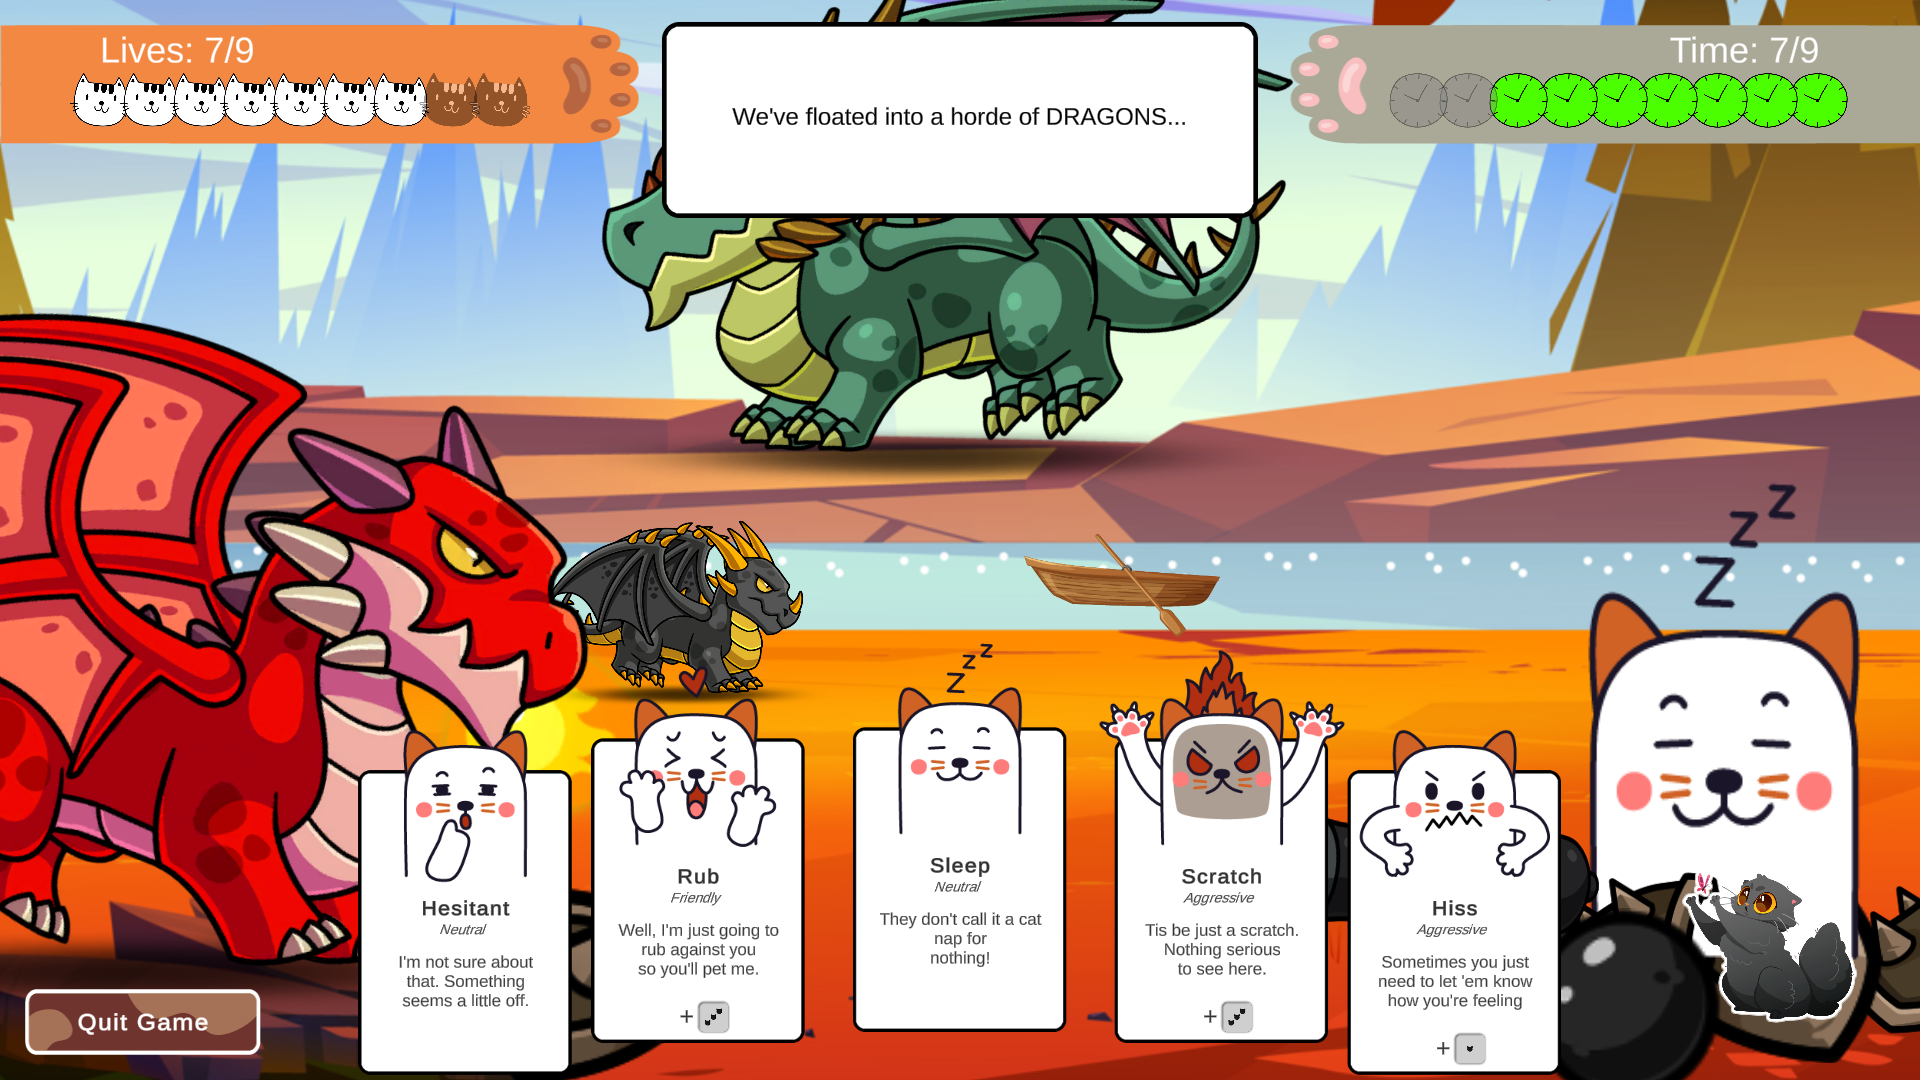 Lives: 7/9
We've floated into a horde of DRAGONS...
Time: 7/9
z
z
Z
z
z
Z
Hesitant
Neutral
I'm not sure about
that. Something
seems a little off.
Rub
Friendly
Well, I'm just going to
rub against you
so you'll pet me.
+
Sleep
Neutral
They don't call it a cat
nap for
nothing!
Scratch
Aggressive
Tis be just a scratch.
Nothing serious
to see here.
+
Hiss
Aggressive
Sometimes you just
need to let 'em know
how you're feeling
+
Quit Game